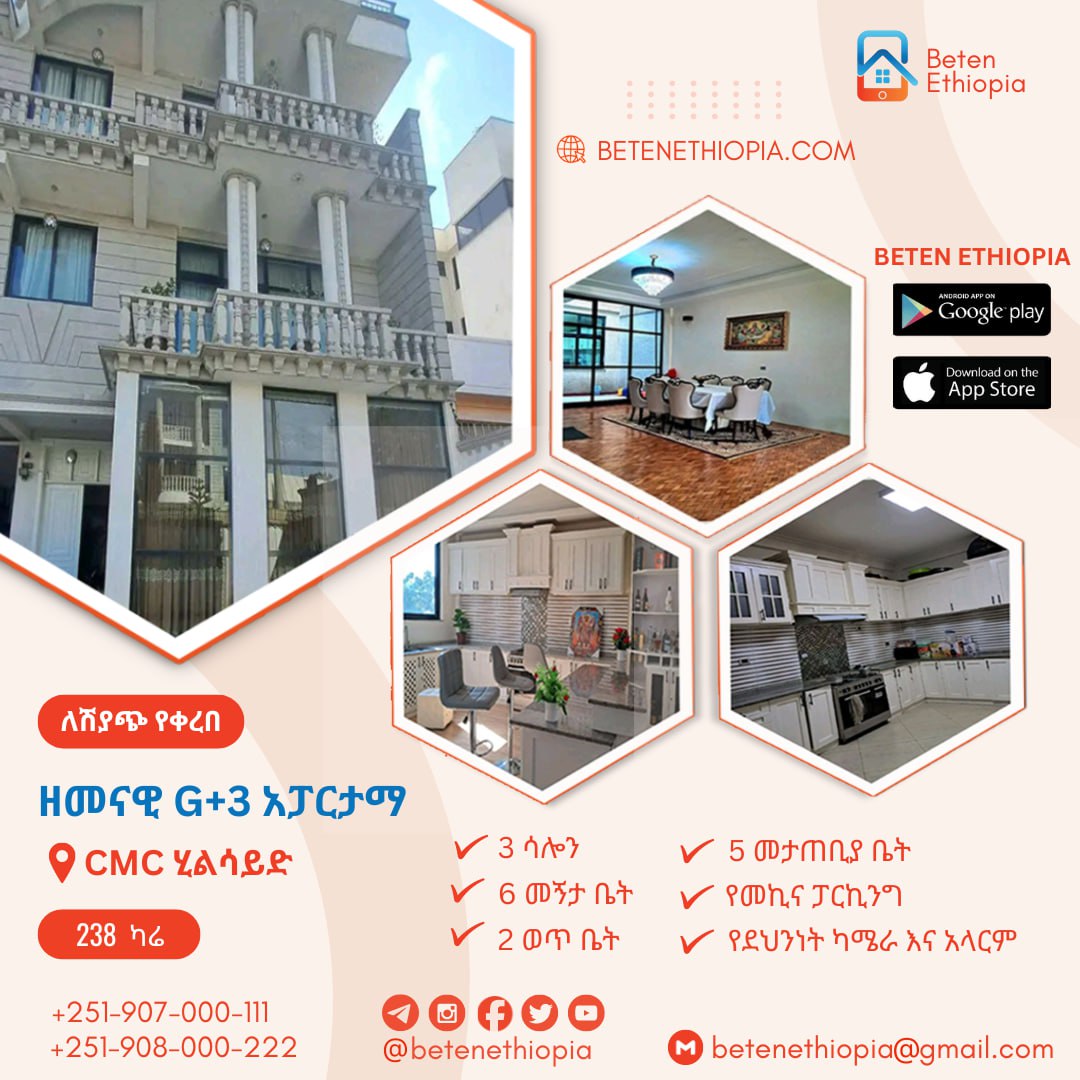 Beten
Ethiopia
BETENETHIOPIA.COM
BETEN ETHIOPIA
ANDROID APP ON
Google play
Download on the
App Store
ለሽያጭ የቀረበ
ዘመናዊ G+3 አፓርታማ
CMC ሂልሳይድ
238 ካሬ
3 ሳሎን
6 መኝታ ቤት
2 ወጥ ቤት
5 መታጠቢያ ቤት
የመኪና ፓርኪንግ
የደህንነት ካሜራ እና አላርም
+251-907-000-111
+251-908-000-222
@betenethiopia
betenethiopia@gmail.com